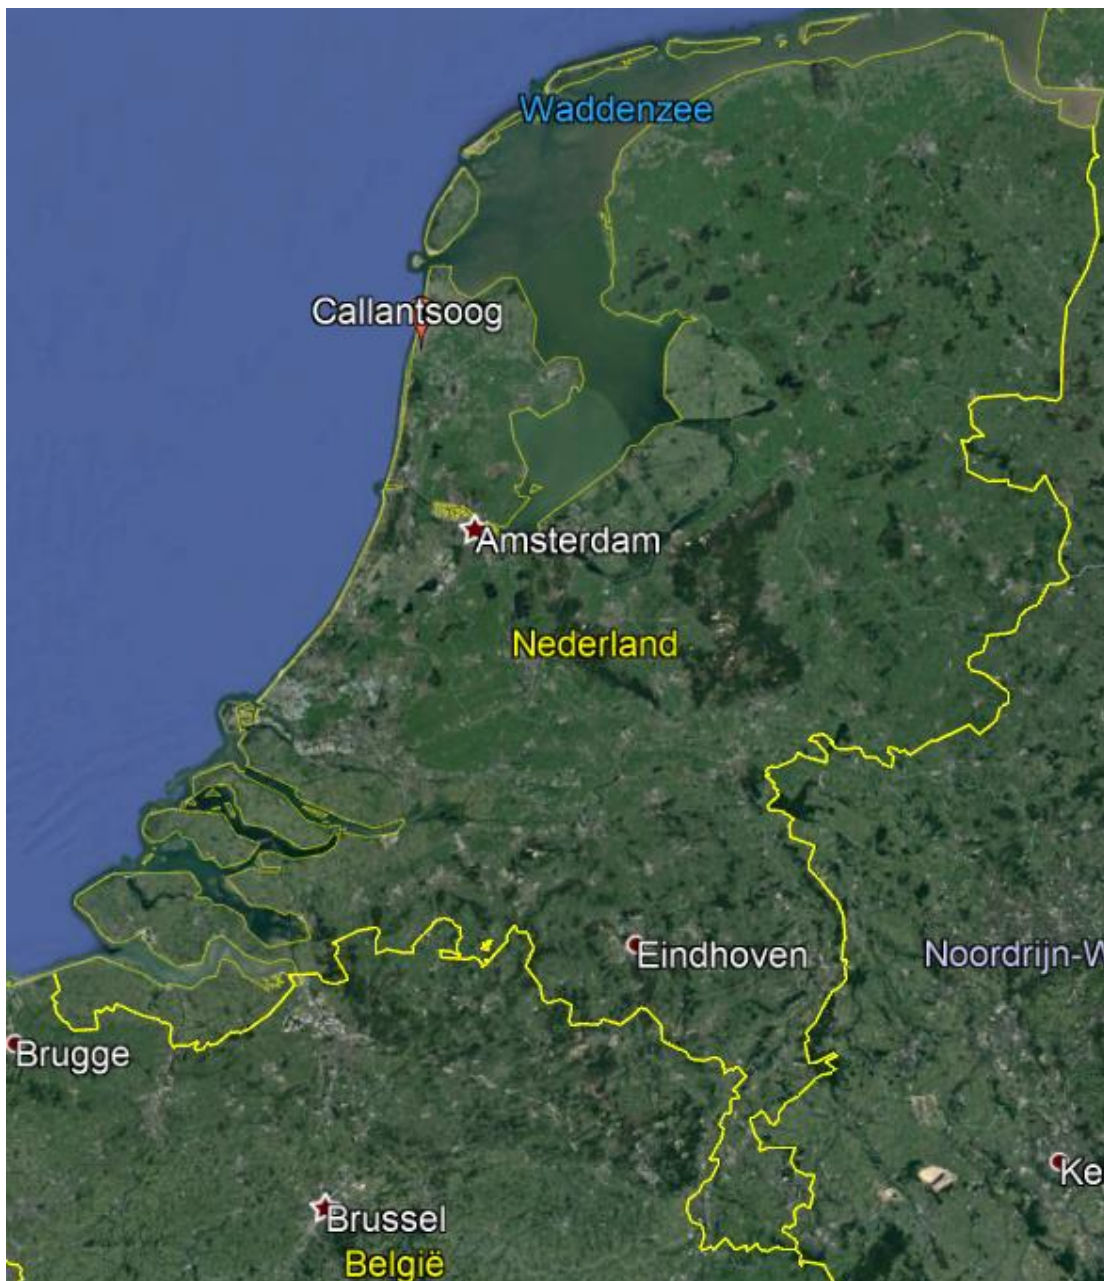 Waddenzee
Callantsoog
Amsterdam
Nederland
Eindhoven
Noordrijn-W
Brugge
Ke
Brussel
België